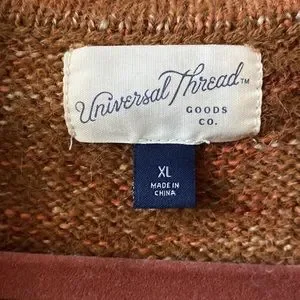 Universal Thread™
GOODS
CO.
XL
MADE IN
CHINA